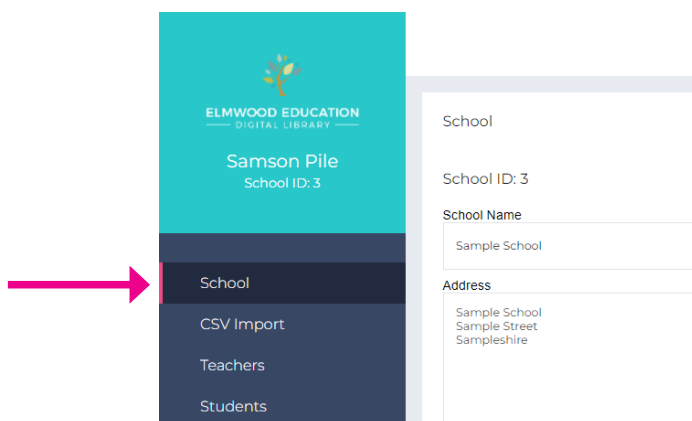 ELMWOOD EDUCATION
DIGITAL LIBRARY
Samson Pile
School ID: 3
School
CSV Import
Teachers
Students
School
School ID: 3
School Name
Sample School
Address
Sample School
Sample Street
Sampleshire